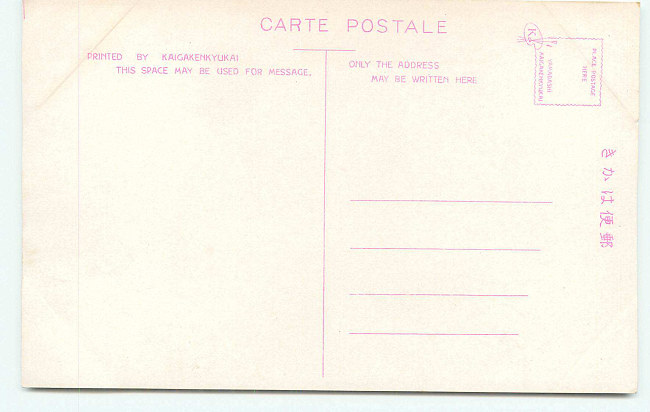 CARTE POSTALE
PRINTED BY KAIGAKENKYUKAI
THIS SPACE MAY BE USED FOR MESSAGE.
ONLY THE ADDRESS
MAY BE WRITTEN HERE
PLACE POSTAGE
HERE
KAIGAKENKYUKAI
きかは便郵